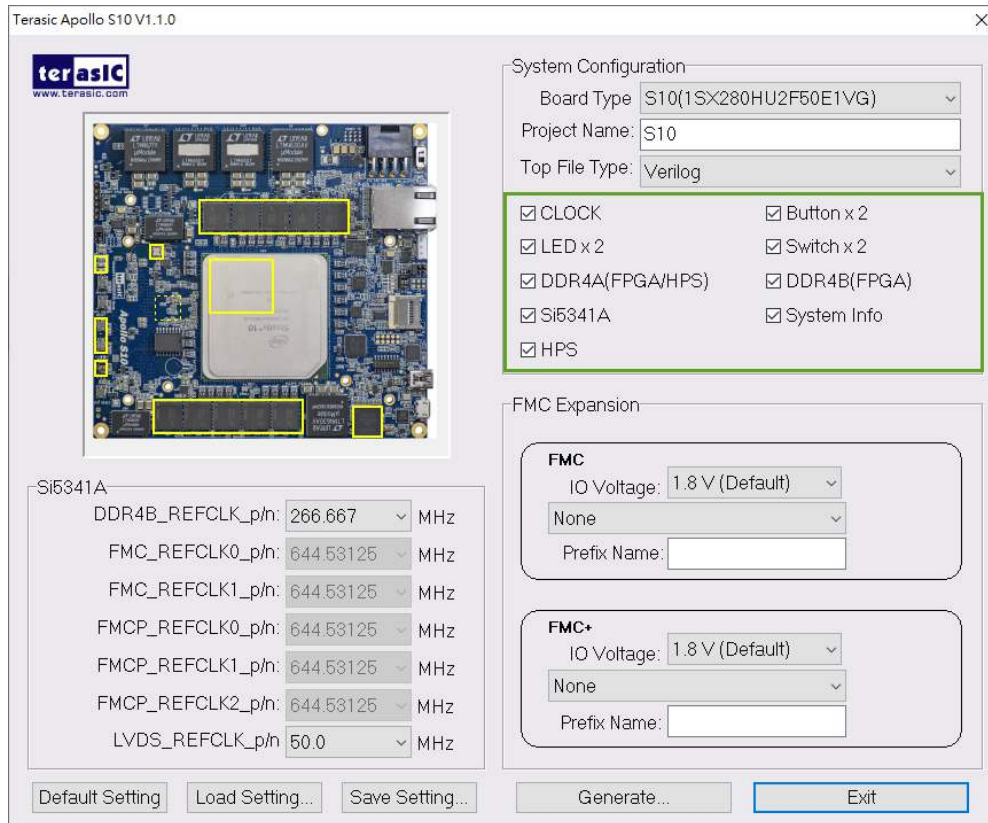 Terasic Apollo S10 V1.1.0
terasIC
www.terasic.com
Apollo S10
System Configuration
Board Type S10(1SX280HU2F50E1VG)
Project Name: S10
Top File Type: Verilog
CLOCK Button x 2
LED x 2 Switch x 2
DDR4A(FPGA/HPS) DDR4B(FPGA)
Si5341A System Info
HPS
FMC Expansion
FMC
IO Voltage: 1.8 V (Default)
None
Prefix Name:
FMC+
IO Voltage: 1.8 V (Default)
None
Prefix Name:
Si5341A
DDR4B_REFCLK_p/n: 266.667 MHz
FMC_REFCLK0_p/n: 644.53125 MHz
FMC_REFCLK1_p/n: 644.53125 MHz
FMCP_REFCLK0_p/n: 644.53125 MHz
FMCP_REFCLK1_p/n: 644.53125 MHz
FMCP_REFCLK2_p/n: 644.53125 MHz
LVDS_REFCLK_p/n 50.0 MHz
Default Setting Load Setting... Save Setting... Generate... Exit